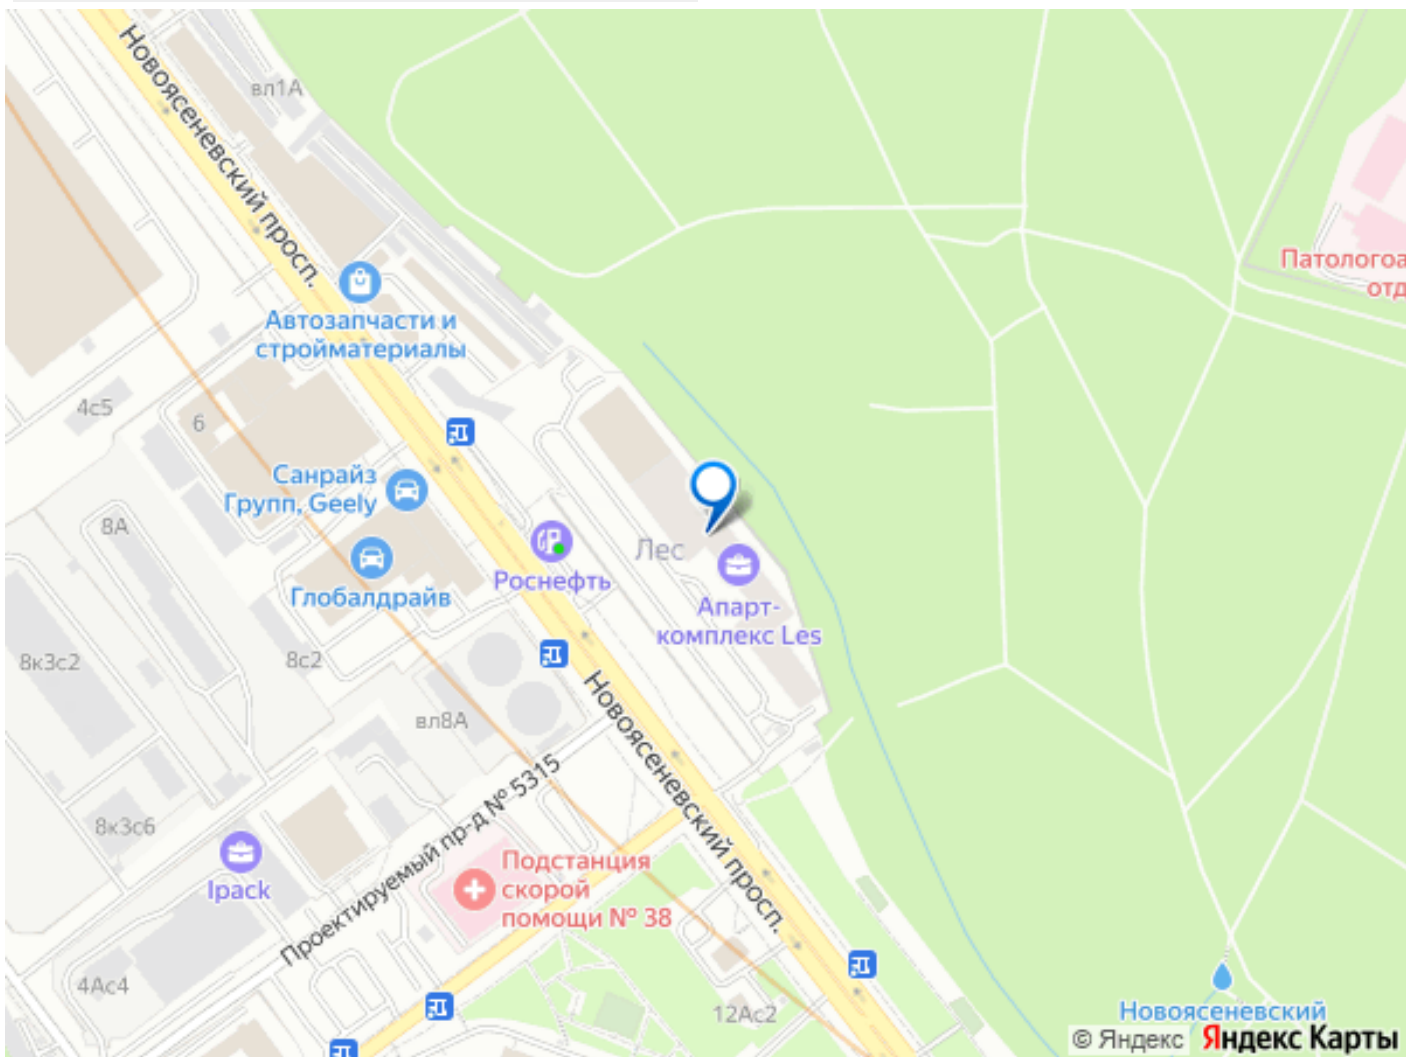 Новоясеневский просп.
вл1А
Патологоа
отд
Автозапчасти и
стройматериалы
4с5
6
Санрайз
Групп, Geely
8А
Лес
Роснефть
Глобалдрайв
Апарт-
комплекс Les
8к3с2
8с2
вл8А
Новоясеневский просп.
Проектируемый пр-д № 5315
8к3с6
Ipack
Подстанция
скорой
помощи № 38
4Ас4
12Ас2
Новоясеневский
© Яндекс Яндекс Карты